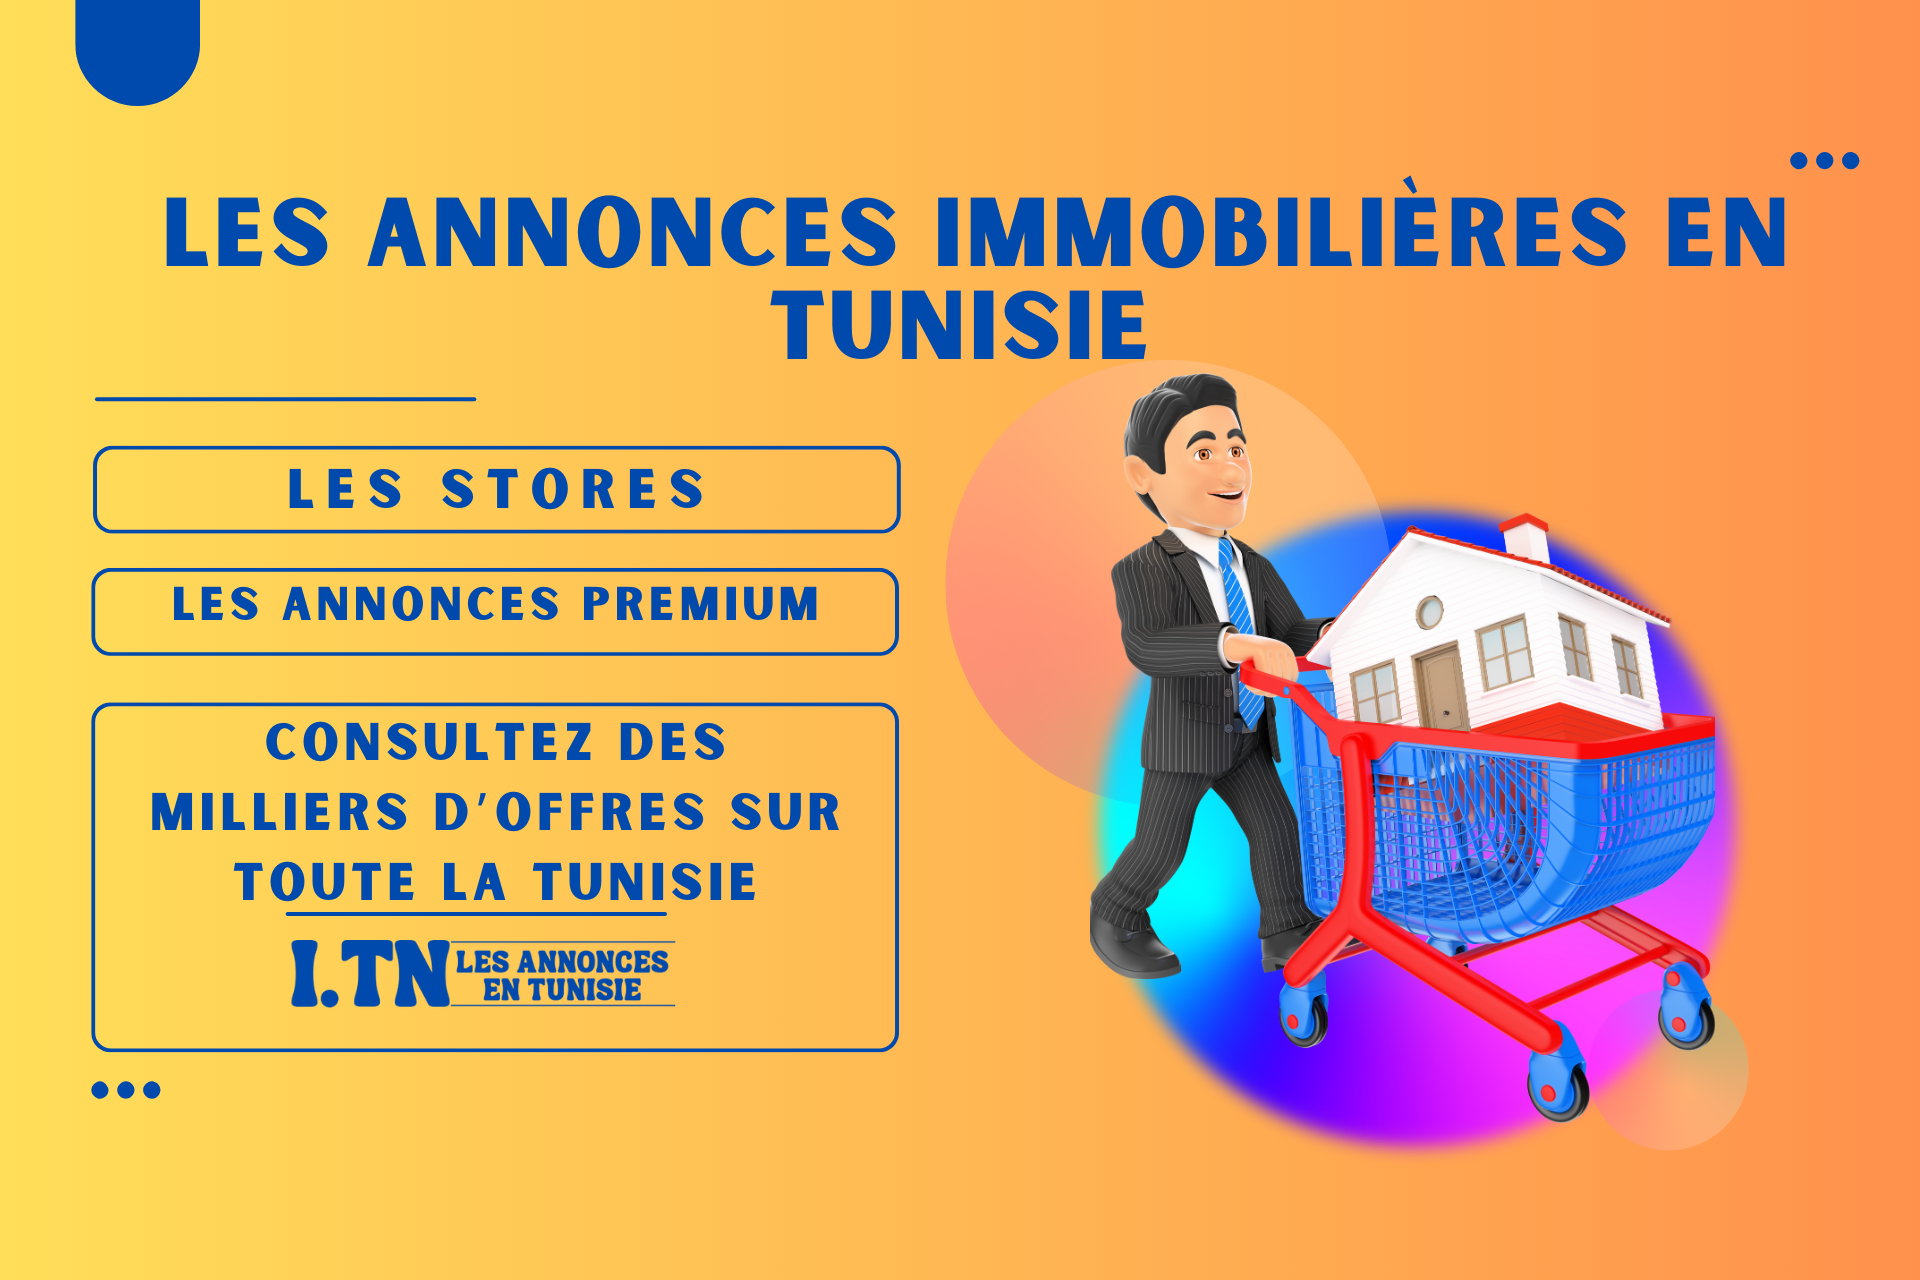 LES ANNONCES IMMOBILIÈRES EN
TUNISIE
LES STORES
LES ANNONCES PREMIUM
CONSULTEZ DES
MILLIERS D'OFFRES SUR
TOUTE LA TUNISIE
I.TN
LES ANNONCES
EN TUNISIE